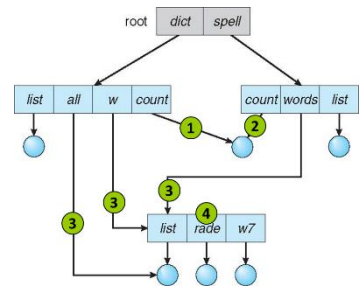 root dict spell
list all w count count words list
1 2
3 3 3 4
list rade w7